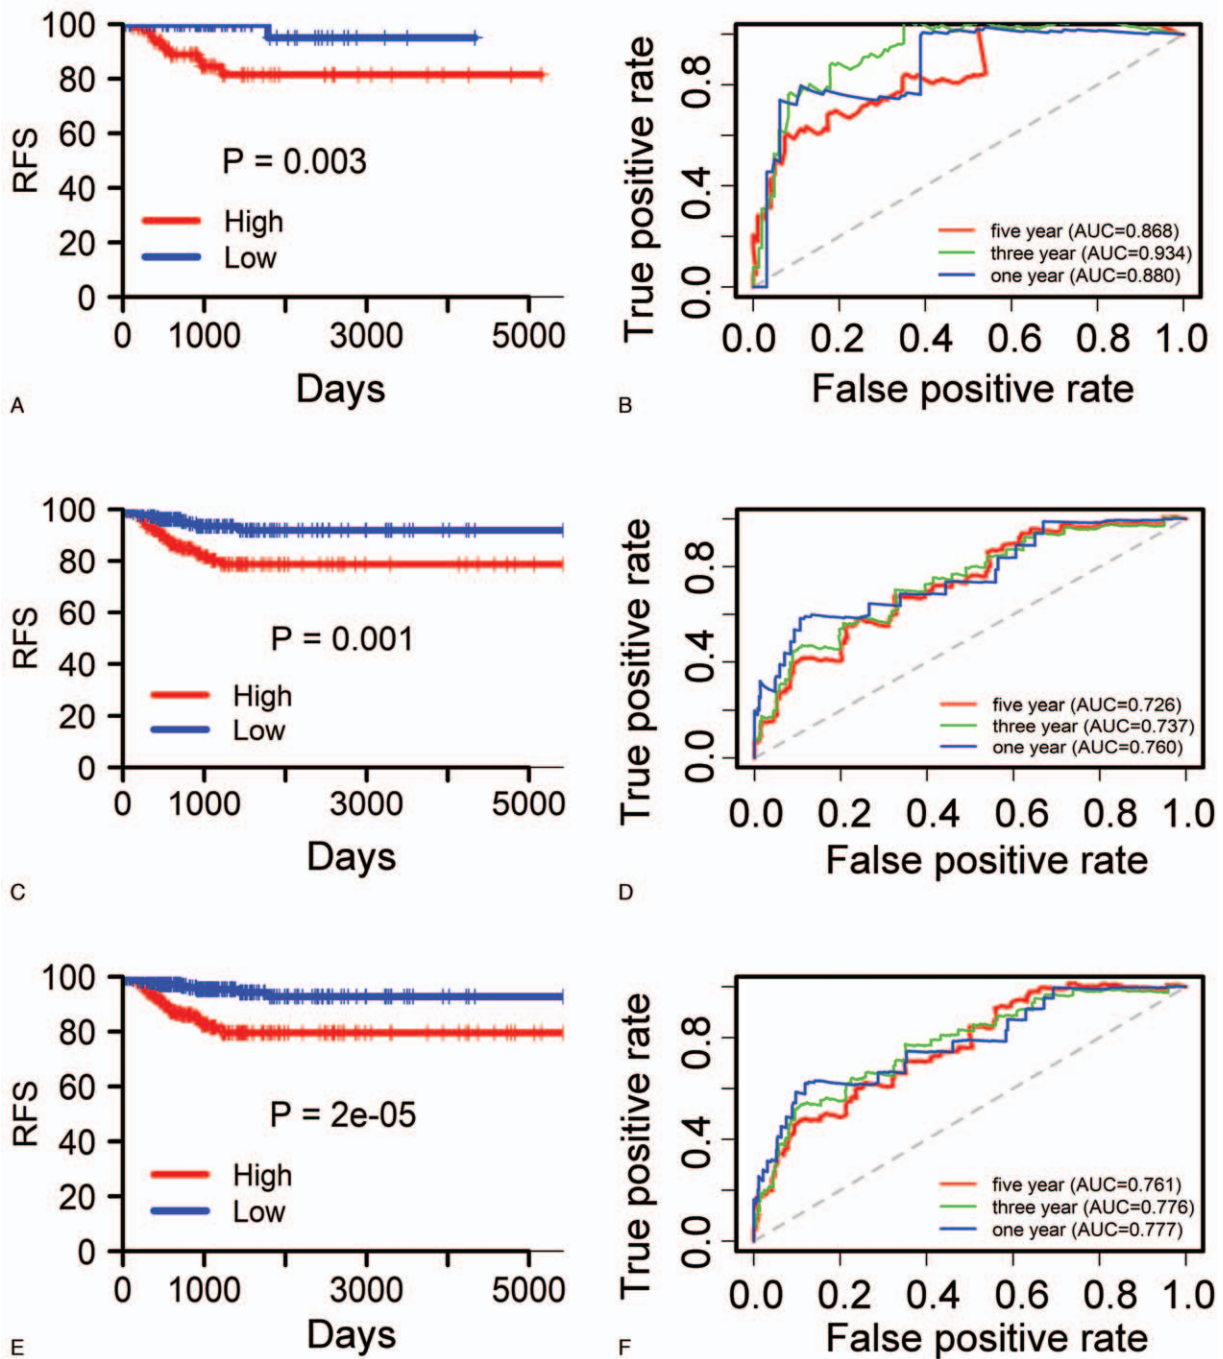 100
80
60
40
20
0
RFS
P = 0.003
High
Low
0 1000 3000 5000
Days
A
0.8
0.4
0.0
True positive rate
five year (AUC=0.868)
three year (AUC=0.934)
one year (AUC=0.880)
0.0 0.2 0.4 0.6 0.8 1.0
False positive rate
B
100
80
60
40
20
0
RFS
P = 0.001
High
Low
0 1000 3000 5000
Days
C
0.8
0.4
0.0
True positive rate
five year (AUC=0.726)
three year (AUC=0.737)
one year (AUC=0.760)
0.0 0.2 0.4 0.6 0.8 1.0
False positive rate
D
100
80
60
40
20
0
RFS
P = 2e-05
High
Low
0 1000 3000 5000
Days
E
0.8
0.4
0.0
True positive rate
five year (AUC=0.761)
three year (AUC=0.776)
one year (AUC=0.777)
0.0 0.2 0.4 0.6 0.8 1.0
False positive rate
F